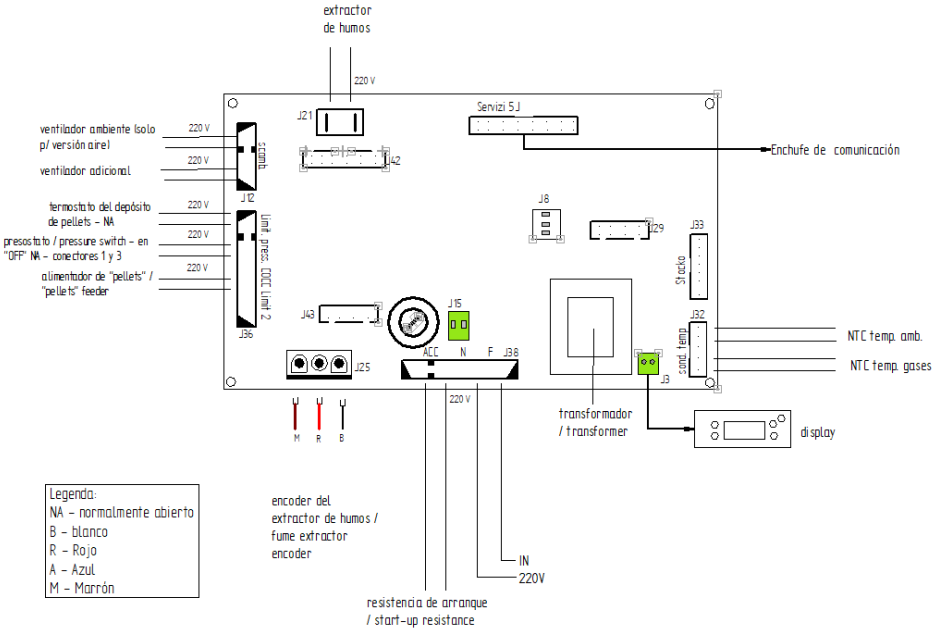 extractor
de humos
220 V
J21
Servizi 5J
ventilador ambiente (solo
p/ versión aire)
220 V
ventilador adicional
220 V
scamb
J12
J42
Enchufe de comunicación
termostato del depósito
de pellets - NA
220 V
presostato / pressure switch - en
"OFF" NA - conectores 1 y 3
220 V
alimentador de "pellets" /
"pellets" feeder
220 V
Limit. press. COCC Limit 2
J36
J8
J29
J33
Stacko
J43
J15
J32
sond. temp
NTC temp. amb.
NTC temp. gases
ACC N F J38
J25
J3
220 V
M R B
transformador
/ transformer
display
Legenda:
NA - normalmente abierto
B - blanco
R - Rojo
A - Azul
M - Marrón
encoder del
extractor de humos /
fume extractor
encoder
IN
220V
resistencia de arranque
/ start-up resistance